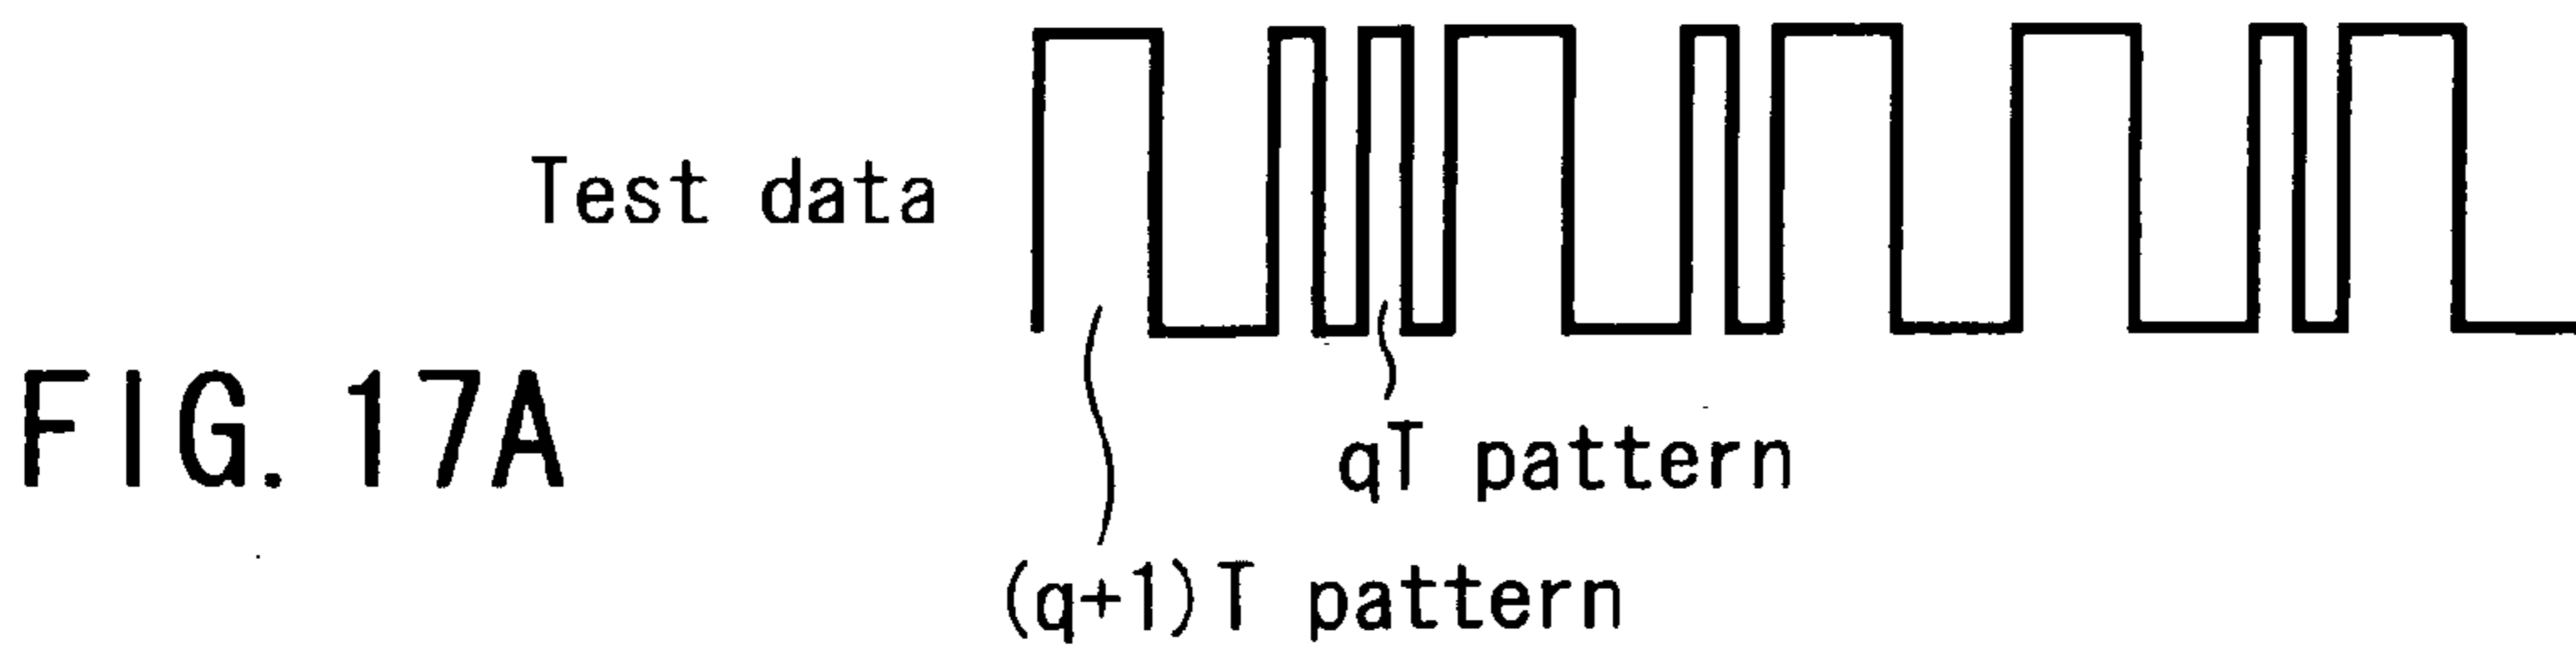 Test data
qT pattern
FIG. 17A
(q+1)T pattern